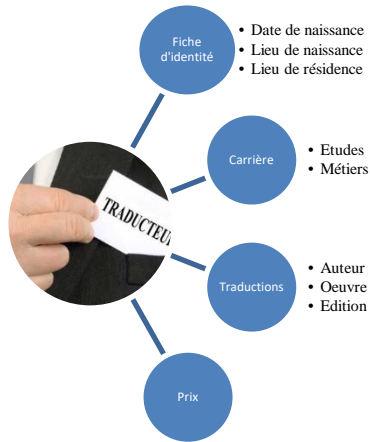 Fiche
d'identité
• Date de naissance
• Lieu de naissance
• Lieu de résidence
Carrière
• Etudes
• Métiers
TRADUCTEU
Traductions
• Auteur
• Oeuvre
• Edition
Prix